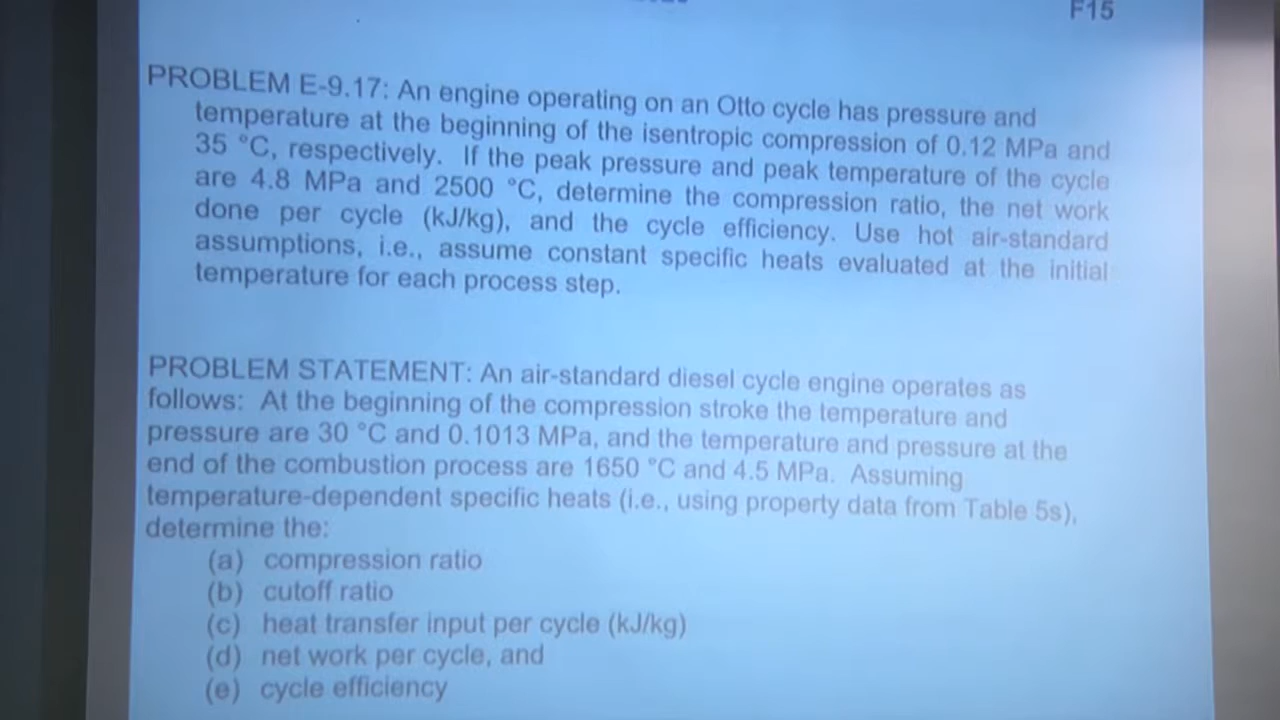 F15
PROBLEM E-9.17: An engine operating on an Otto cycle has pressure and
temperature at the beginning of the isentropic compression of 0.12 MPa and
35 °C, respectively. If the peak pressure and peak temperature of the cycle
are 4.8 MPa and 2500 °C, determine the compression ratio, the net work
done per cycle (kJ/kg), and the cycle efficiency. Use hot air-standard
assumptions, i.e., assume constant specific heats evaluated at the initial
temperature for each process step.
PROBLEM STATEMENT: An air-standard diesel cycle engine operates as
follows: At the beginning of the compression stroke the temperature and
pressure are 30 °C and 0.1013 MPa, and the temperature and pressure at the
end of the combustion process are 1650 °C and 4.5 MPa. Assuming
temperature-dependent specific heats (i.e., using property data from Table 5s),
determine the:
(a) compression ratio
(b) cutoff ratio
(c) heat transfer input per cycle (kJ/kg)
(d) net work per cycle, and
(e) cycle efficiency